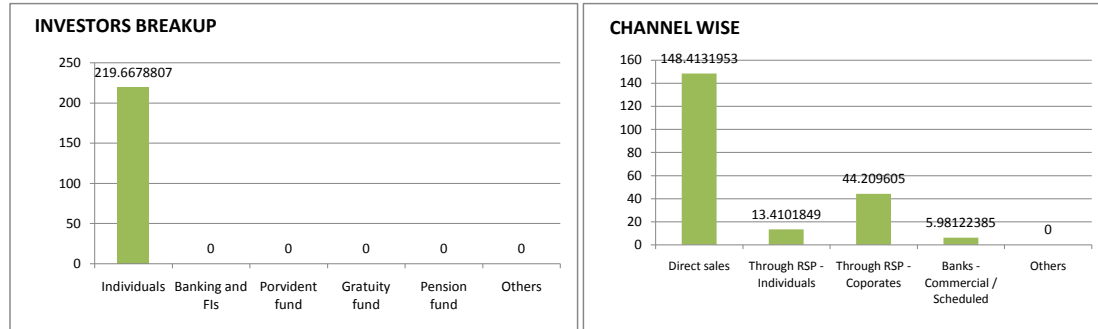 INVESTORS BREAKUP
250
219.6678807
200
150
100
50
0 0 0 0 0
0
Individuals Banking and Porvident Gratuity Pension Others
FIs fund fund fund
CHANNEL WISE
160
148.4131953
140
120
100
80
60
44.209605
40
13.4101849
20
5.98122385
0
0
Direct sales Through RSP - Through RSP - Banks - Others
Individuals Coporates Commercial /
Scheduled